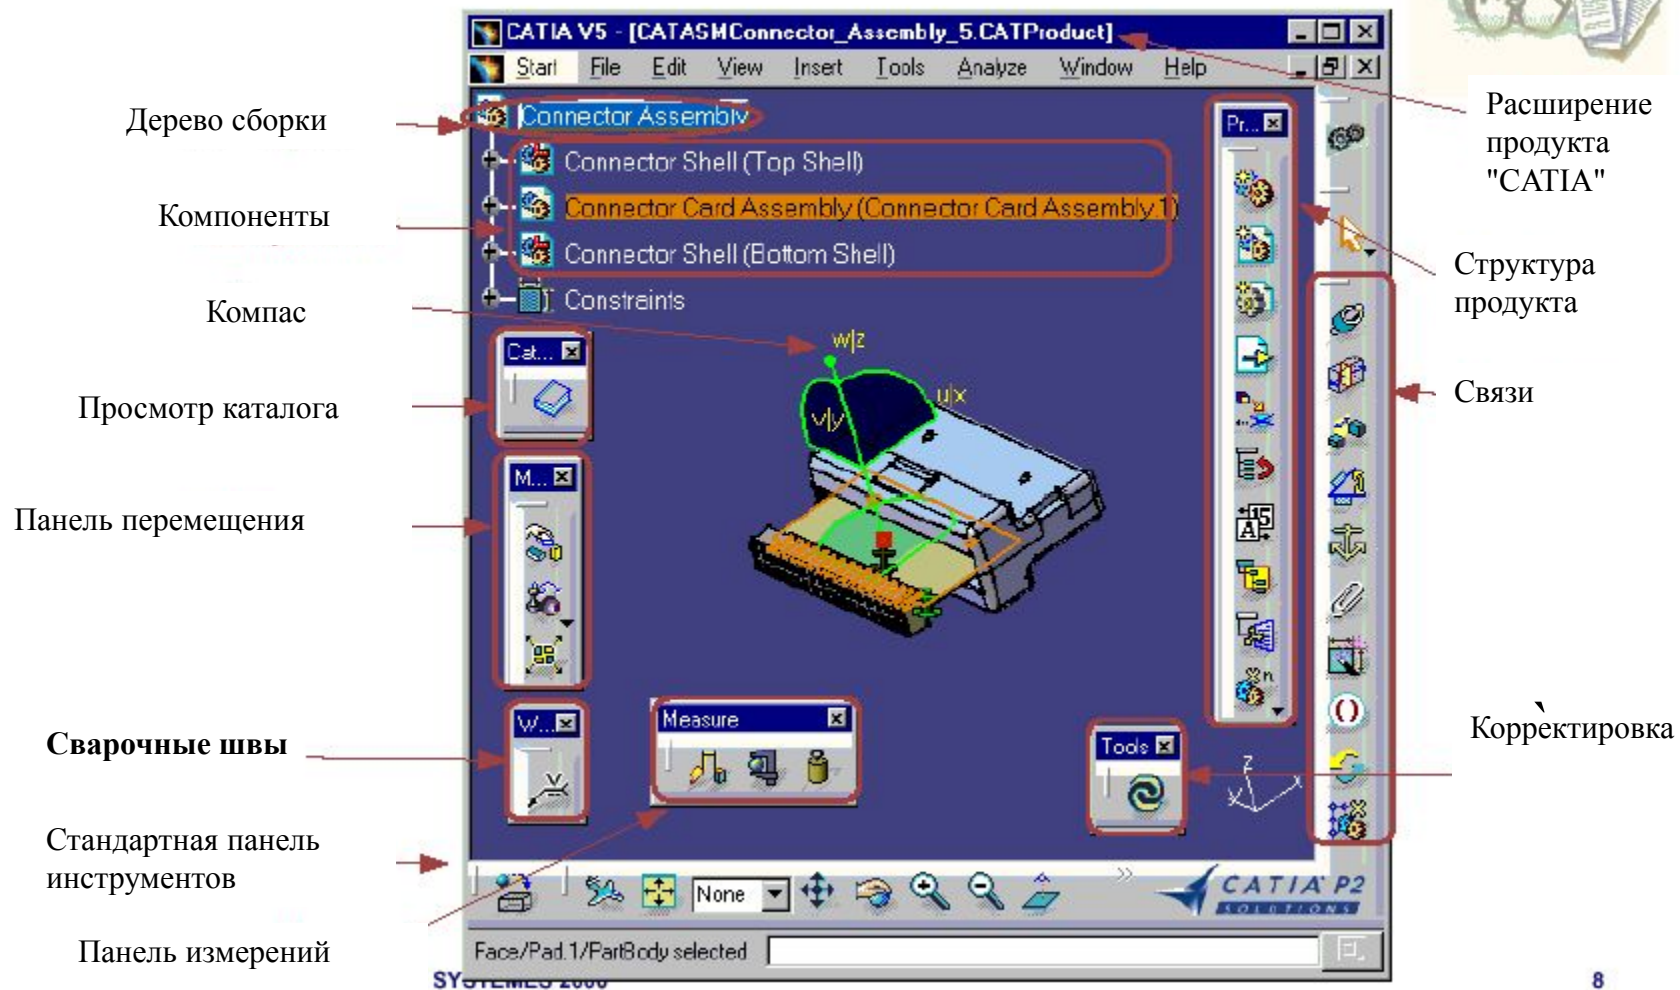 CATIA V5 - [CATASMConnector_Assembly_5.CATProduct]
Start File Edit View Insert Tools Analyze Window Help
Дерево сборки
Connector Assembly
Connector Shell (Top Shell)
Компоненты
Connector Card Assembly (Connector Card Assembly.1)
Connector Shell (Bottom Shell)
Constraints
Компас
Cat...
Просмотр каталога
M...
Панель перемещения
W...
Сварочные швы
Measure
Tools
Pr...
w|z
u|x
v|y
z
x
y
Расширение
продукта
"CATIA"
Структура
продукта
Связи
Корректировка
Стандартная панель
инструментов
None
CATIA P2
SOLUTIONS
Панель измерений
Face/Pad.1/PartBody selected
8